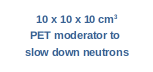 10 x 10 x 10 cm³
PET moderator to
slow down neutrons